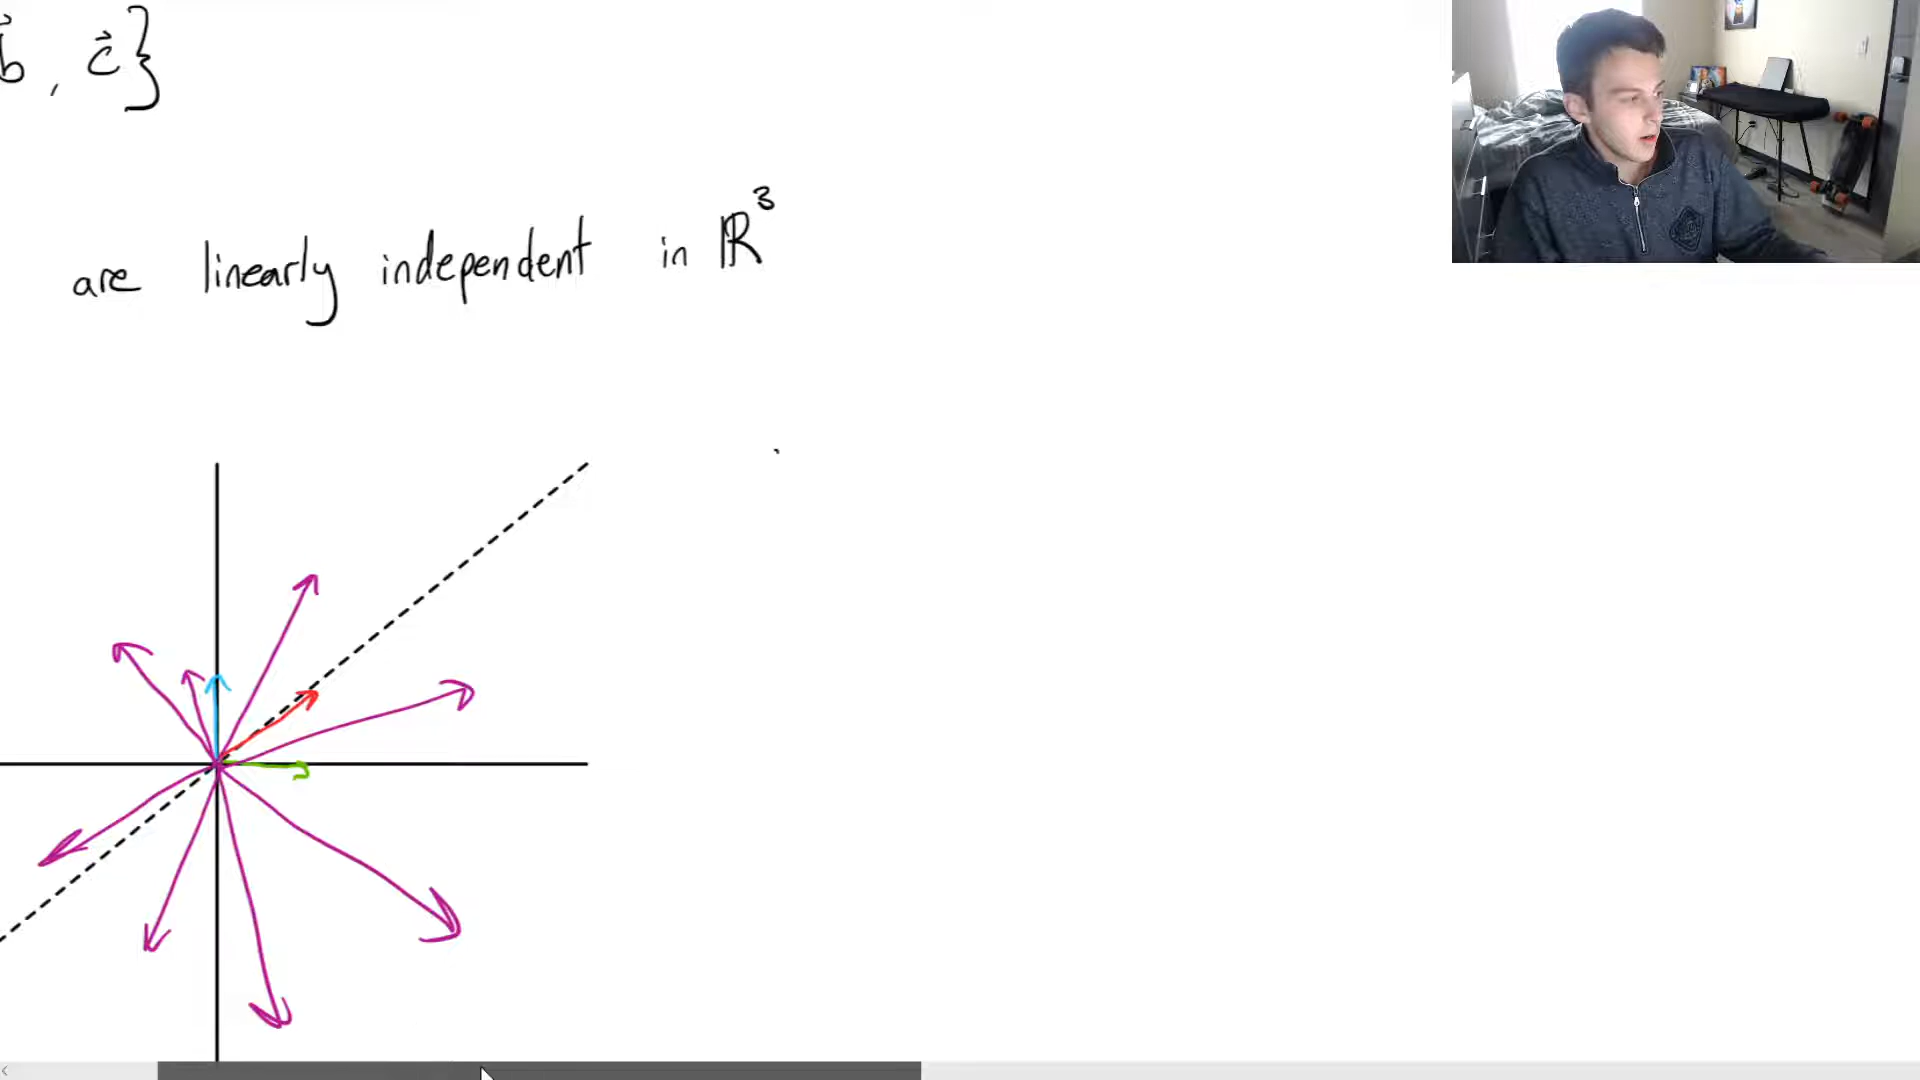 b⃗ , c⃗}
are linearly independent in ℝ³